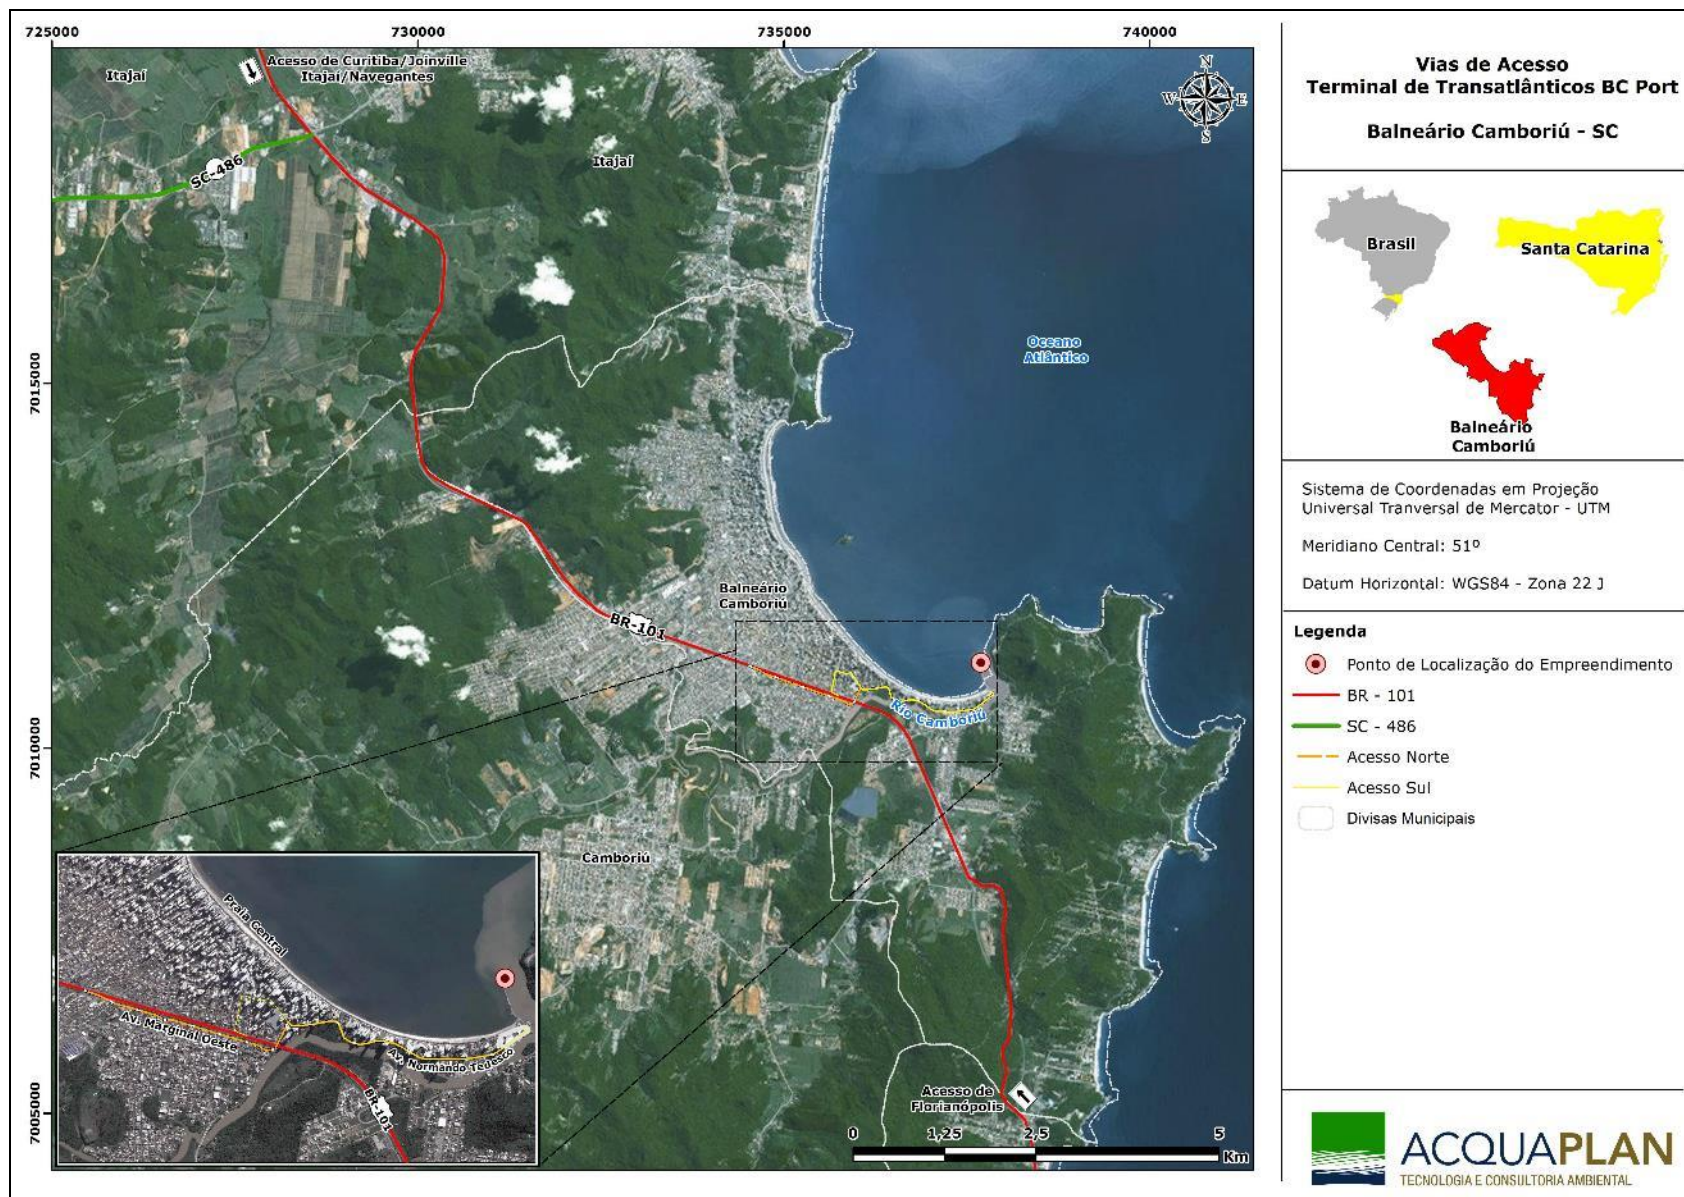 725000
730000
735000
740000
7015000
7010000
7005000
Itajaí
Acesso de Curitiba/Joinville
Itajaí/Navegantes
SC-486
Itajaí
N
W
E
S
Oceano
Atlântico
Balneário
Camboriú
BR-101
Rio Camboriú
Camboriú
Acesso de
Florianópolis
0
1,25
2,5
5
Km
Praia Central
Av. Marginal Oeste
Av. Normando Tedesco
BR-101
Vias de Acesso
Terminal de Transatlânticos BC Port
Balneário Camboriú - SC
Brasil
Santa Catarina
Balneário
Camboriú
Sistema de Coordenadas em Projeção
Universal Tranversal de Mercator - UTM
Meridiano Central: 51º
Datum Horizontal: WGS84 - Zona 22 J
Legenda
Ponto de Localização do Empreendimento
BR - 101
SC - 486
Acesso Norte
Acesso Sul
Divisas Municipais
ACQUAPLAN
TECNOLOGIA E CONSULTORIA AMBIENTAL